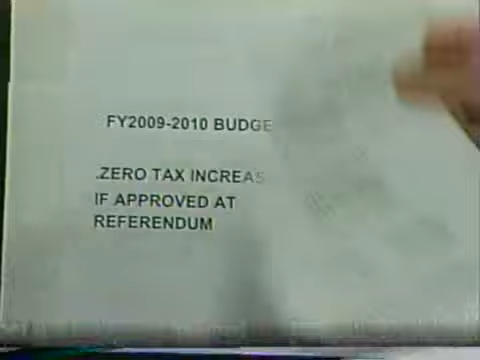 FY2009-2010 BUDGE
.ZERO TAX INCREAS
IF APPROVED AT
REFERENDUM